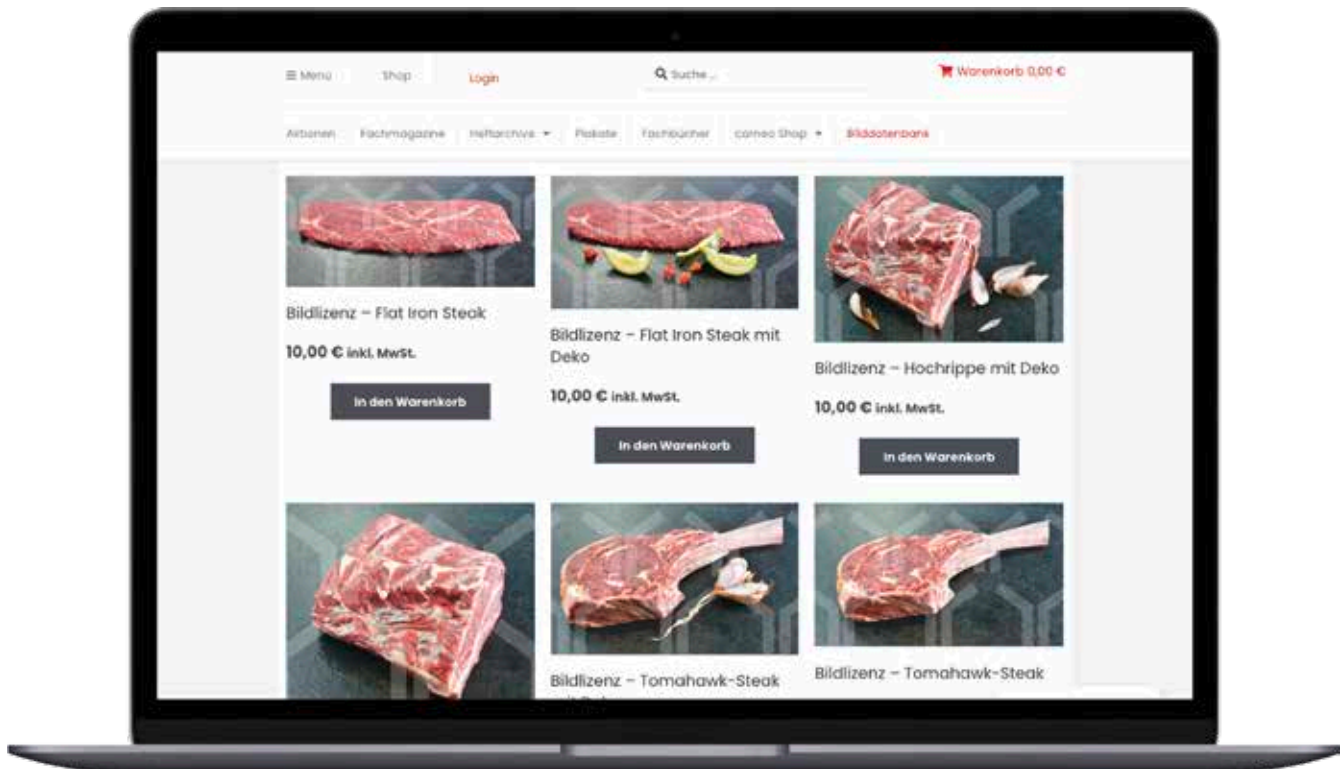 Menü
Shop
Login
Suche ...
Warenkorb 0,00 €
Aktionen
Fachmagazine
Heftarchive
Plakate
Fachbücher
carneo Shop
Bilddatenbank
Bildlizenz – Flat Iron Steak
10,00 € inkl. MwSt.
In den Warenkorb
Bildlizenz – Flat Iron Steak mit
Deko
10,00 € inkl. MwSt.
In den Warenkorb
Bildlizenz – Hochrippe mit Deko
10,00 € inkl. MwSt.
In den Warenkorb
Bildlizenz – Tomahawk-Steak
Bildlizenz – Tomahawk-Steak